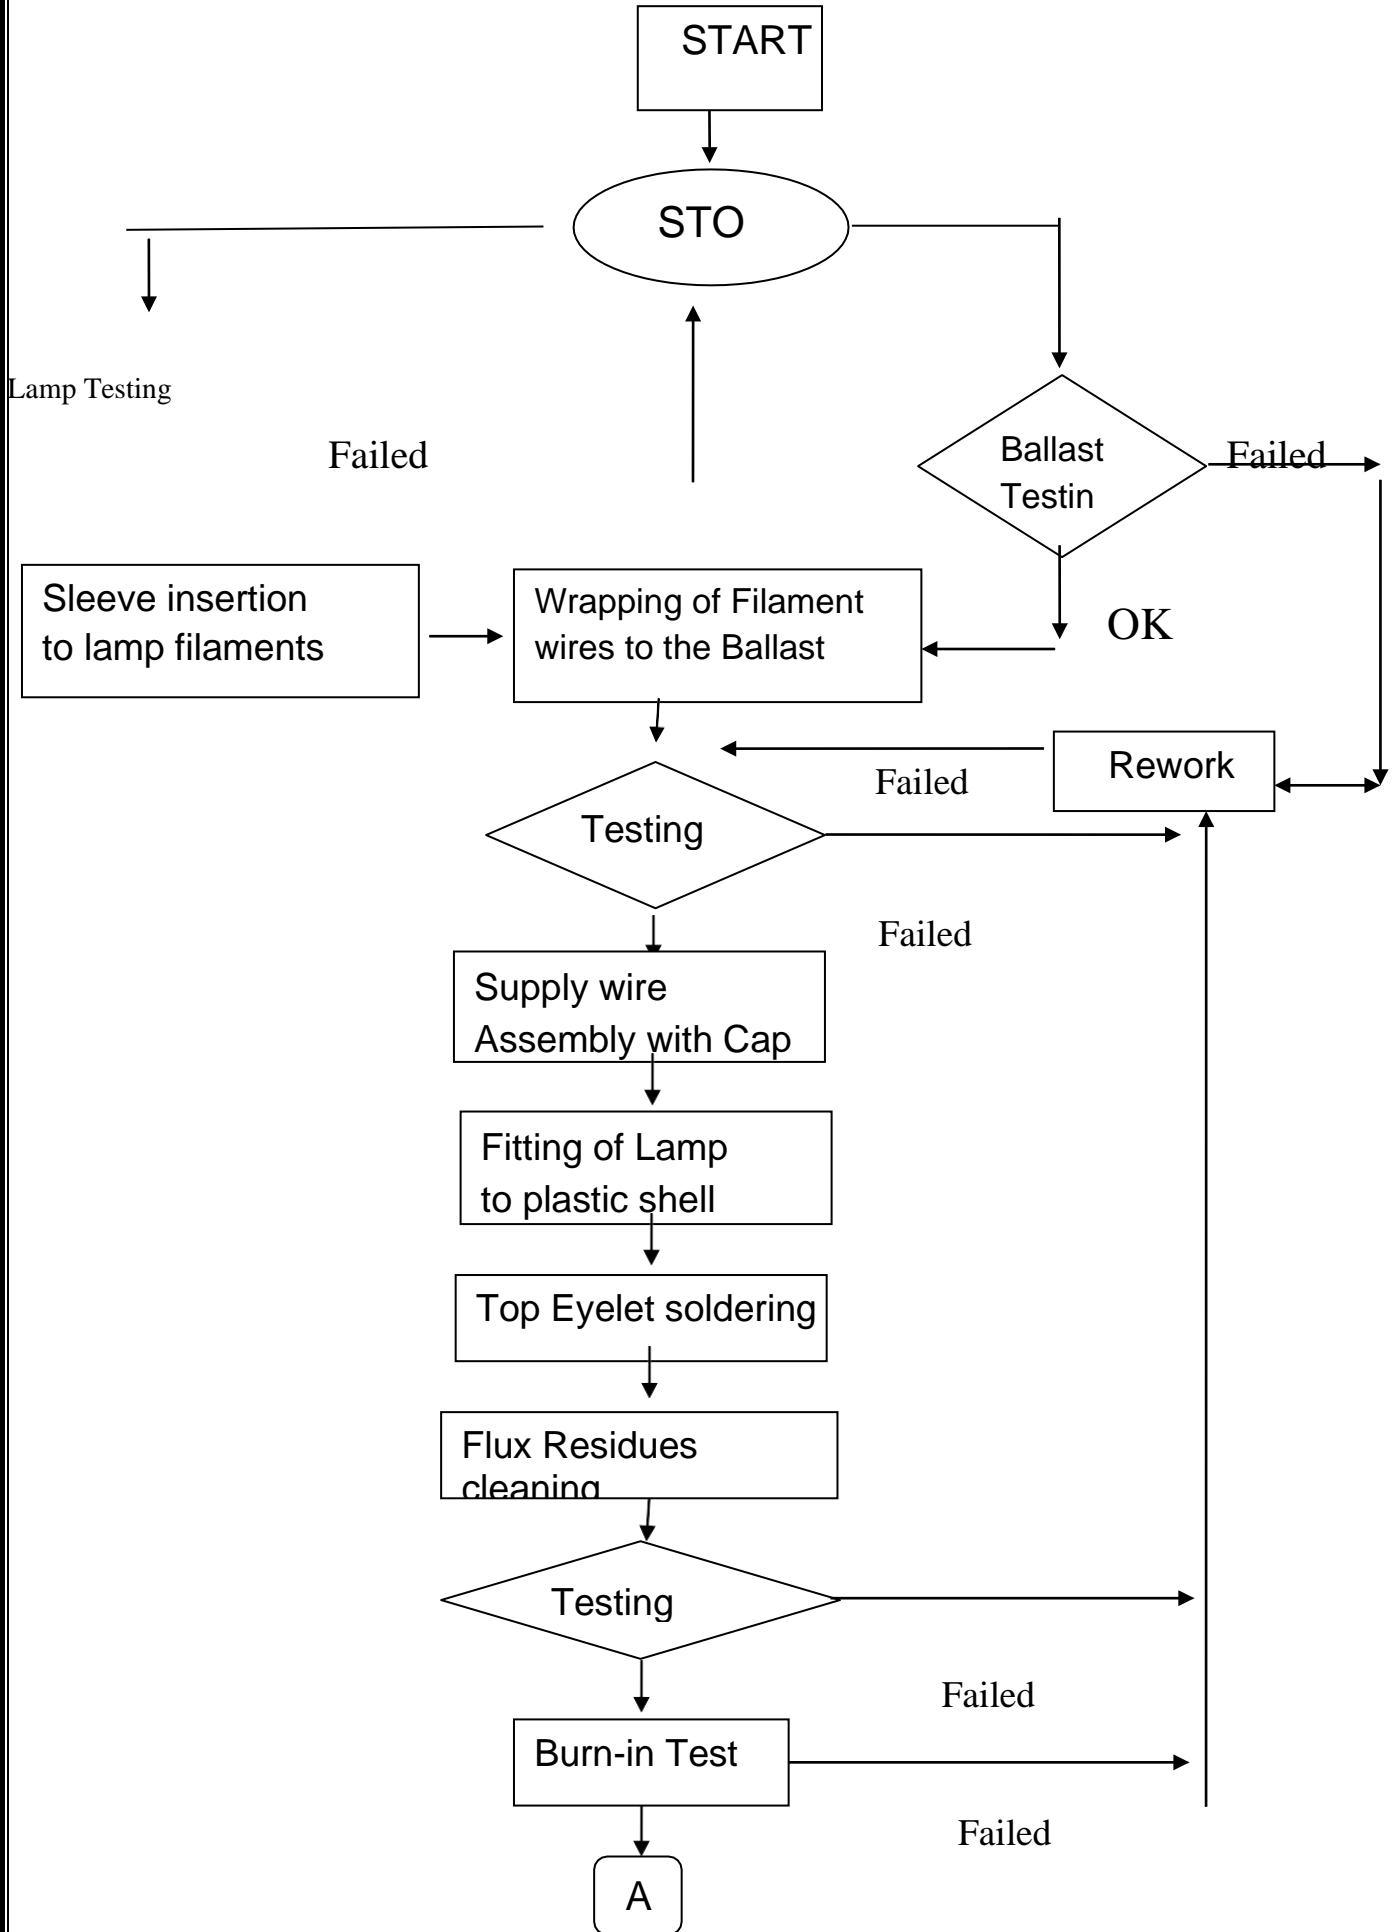 START
STO
Lamp Testing
Failed
Ballast
Testin
Failed
Sleeve insertion
to lamp filaments
Wrapping of Filament
wires to the Ballast
OK
Rework
Failed
Testing
Failed
Supply wire
Assembly with Cap
Fitting of Lamp
to plastic shell
Top Eyelet soldering
Flux Residues
cleaning
Testing
Failed
Burn-in Test
Failed
A